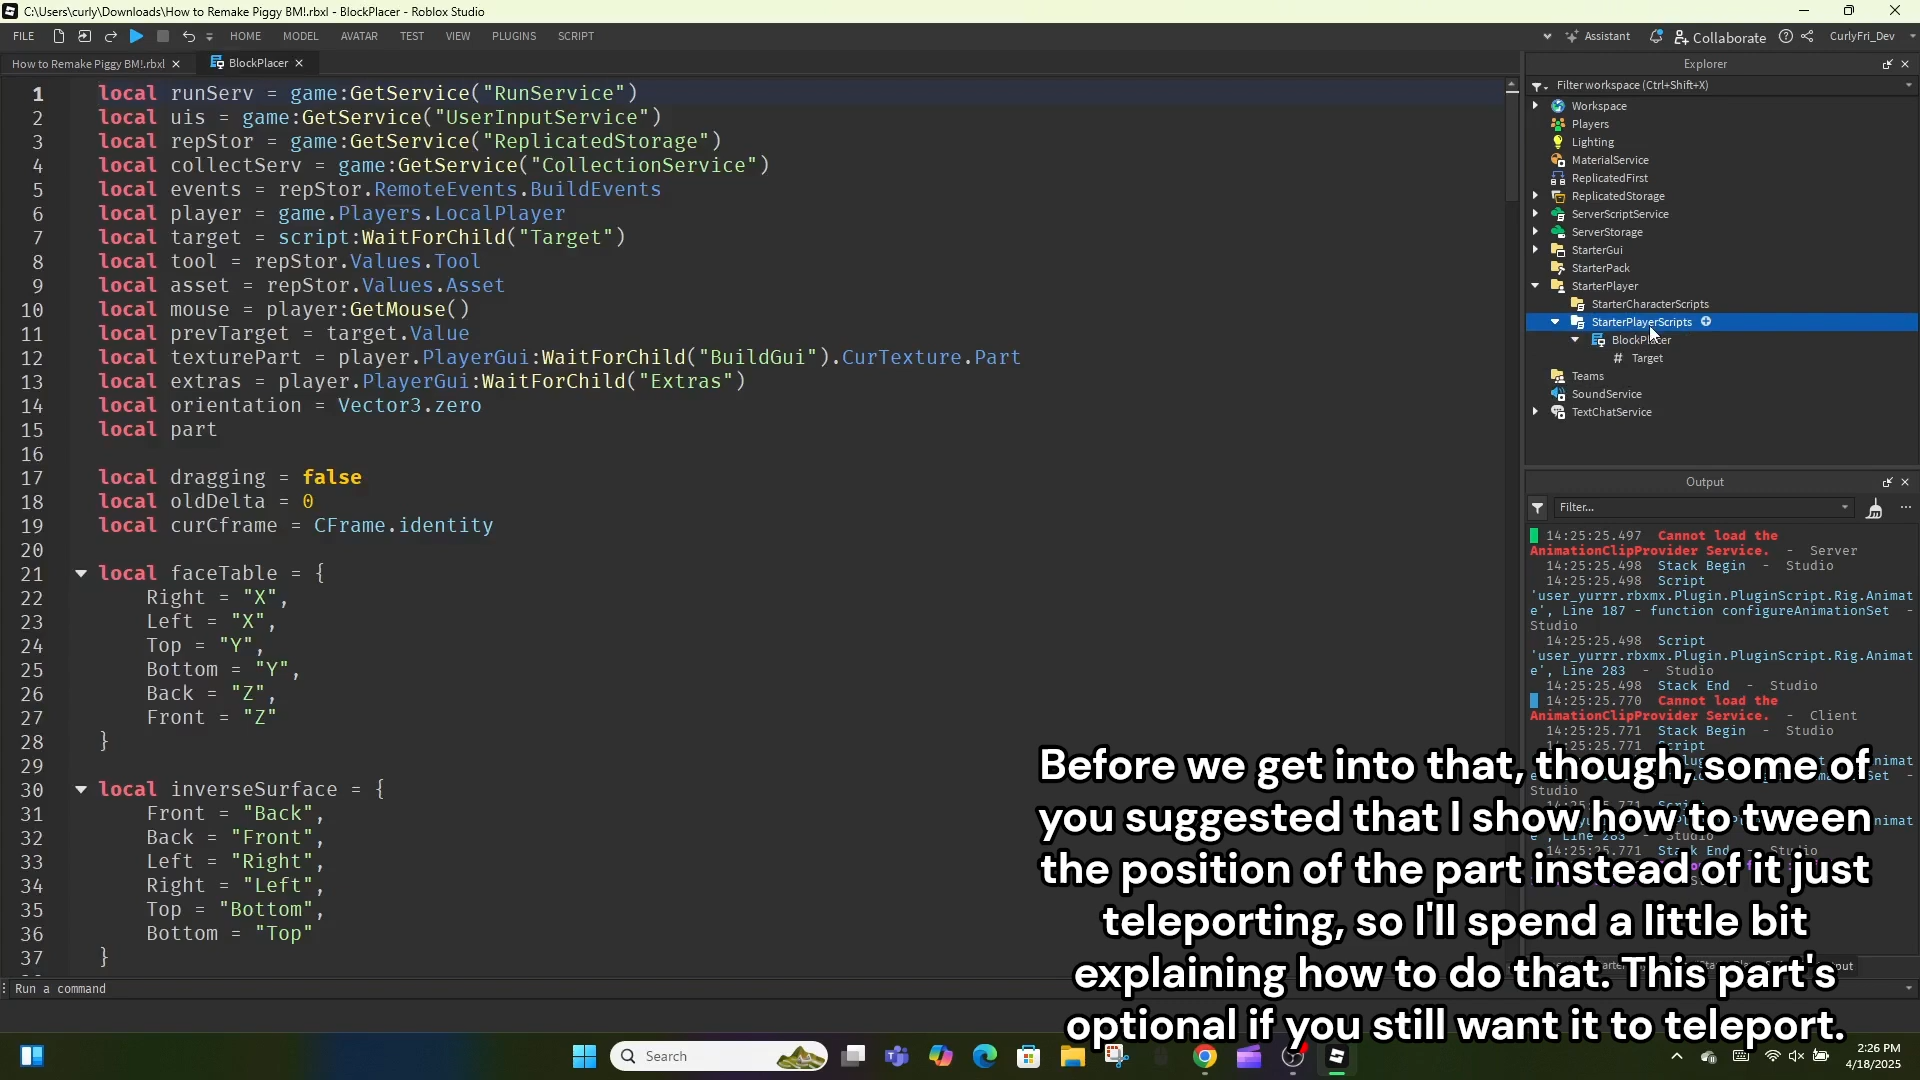 C:\Users\curly\Downloads\How to Remake Piggy BM!.rbxl - BlockPlacer - Roblox Studio
FILE HOME MODEL AVATAR TEST VIEW PLUGINS SCRIPT Assistant Collaborate CurlyFri_Dev
How to Remake Piggy BM!.rbxl × BlockPlacer ×
1 local runServ = game:GetService("RunService")
2 local uis = game:GetService("UserInputService")
3 local repStor = game:GetService("ReplicatedStorage")
4 local collectServ = game:GetService("CollectionService")
5 local events = repStor.RemoteEvents.BuildEvents
6 local player = game.Players.LocalPlayer
7 local target = script:WaitForChild("Target")
8 local tool = repStor.Values.Tool
9 local asset = repStor.Values.Asset
10 local mouse = player:GetMouse()
11 local prevTarget = target.Value
12 local texturePart = player.PlayerGui:WaitForChild("BuildGui").CurTexture.Part
13 local extras = player.PlayerGui:WaitForChild("Extras")
14 local orientation = Vector3.zero
15 local part
16
17 local dragging = false
18 local oldDelta = 0
19 local curCframe = CFrame.identity
20
21 local faceTable = {
22 Right = "X",
23 Left = "X",
24 Top = "Y",
25 Bottom = "Y",
26 Back = "Z",
27 Front = "Z"
28 }
29
30 local inverseSurface = {
31 Front = "Back",
32 Back = "Front",
33 Left = "Right",
34 Right = "Left",
35 Top = "Bottom",
36 Bottom = "Top"
37 }
Run a command
Explorer
Filter workspace (Ctrl+Shift+X)
Workspace
Players
Lighting
MaterialService
ReplicatedFirst
ReplicatedStorage
ServerScriptService
ServerStorage
StarterGui
StarterPack
StarterPlayer
StarterCharacterScripts
StarterPlayerScripts
BlockPlacer
# Target
Teams
SoundService
TextChatService
Output
Filter...
14:25:25.497 Cannot load the
AnimationClipProvider Service. - Server
14:25:25.498 Stack Begin - Studio
14:25:25.498 Script
'user_yurrr.rbxmx.Plugin.PluginScript.Rig.Animat
e', Line 187 - function configureAnimationSet -
Studio
14:25:25.498 Script
'user_yurrr.rbxmx.Plugin.PluginScript.Rig.Animat
e', Line 283 - Studio
14:25:25.498 Stack End - Studio
14:25:25.770 Cannot load the
AnimationClipProvider Service. - Client
14:25:25.771 Stack Begin - Studio
14:25:25.771 Script
Studio
14:25:25.771 Stack End - Studio
Before we get into that, though, some of
you suggested that I show how to tween
the position of the part instead of it just
teleporting, so I'll spend a little bit
explaining how to do that. This part's
optional if you still want it to teleport.
Search
2:26 PM
4/18/2025